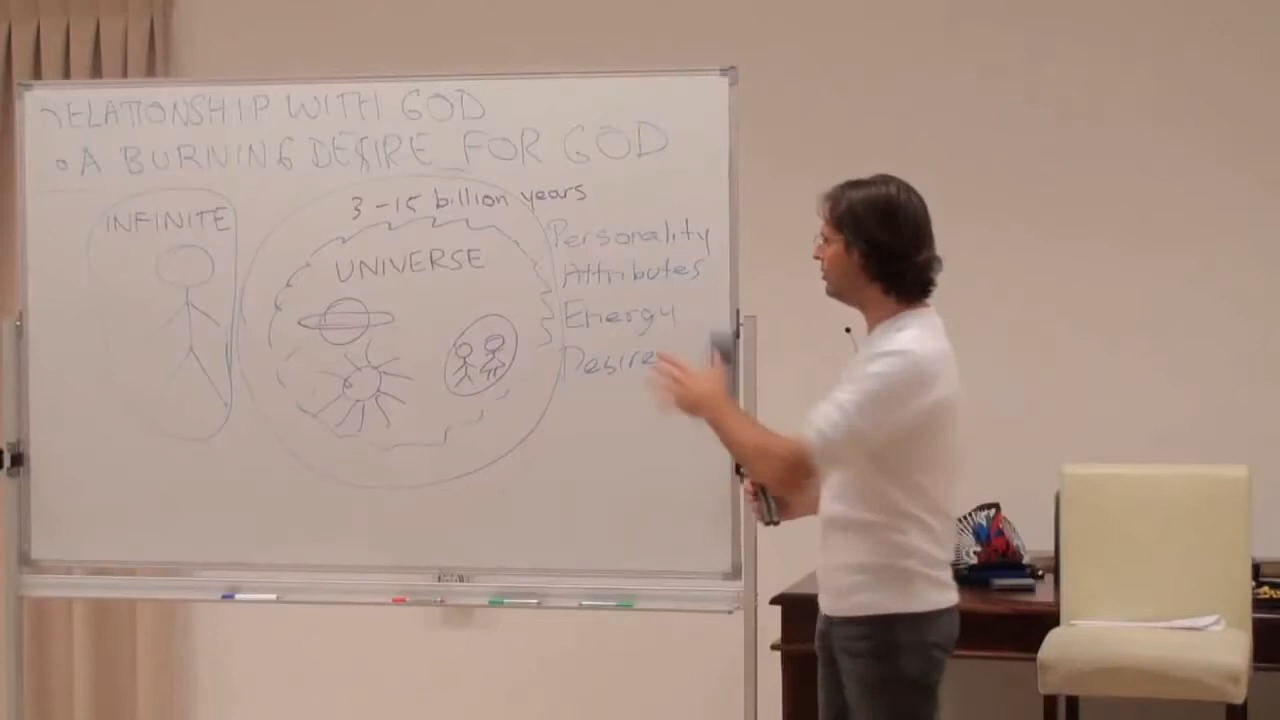 RELATIONSHIP WITH GOD
• A BURNING DESIRE FOR GOD
INFINITE
3-15 billion years
UNIVERSE
Personality
Attributes
Energy
Desire